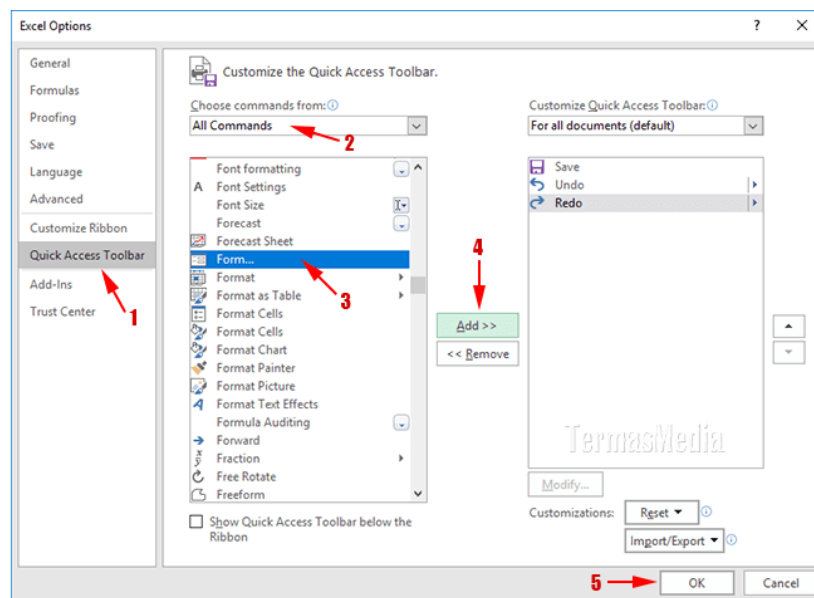 Excel Options
General
Formulas
Proofing
Save
Language
Advanced
Customize Ribbon
Quick Access Toolbar
Add-Ins
Trust Center
1
Customize the Quick Access Toolbar.
Choose commands from:
All Commands
2
Font formatting
Font Settings
Font Size
Forecast
Forecast Sheet
Form...
Format
Format as Table
3
Format Cells
Format Cells
Format Chart
Format Painter
Format Picture
Format Text Effects
Formula Auditing
Forward
Fraction
Free Rotate
Freeform
Show Quick Access Toolbar below the
Ribbon
4
Add >>
<< Remove
Customize Quick Access Toolbar:
For all documents (default)
Save
Undo
Redo
TermasMedia
Modify...
Customizations:
Reset
Import/Export
5
OK
Cancel